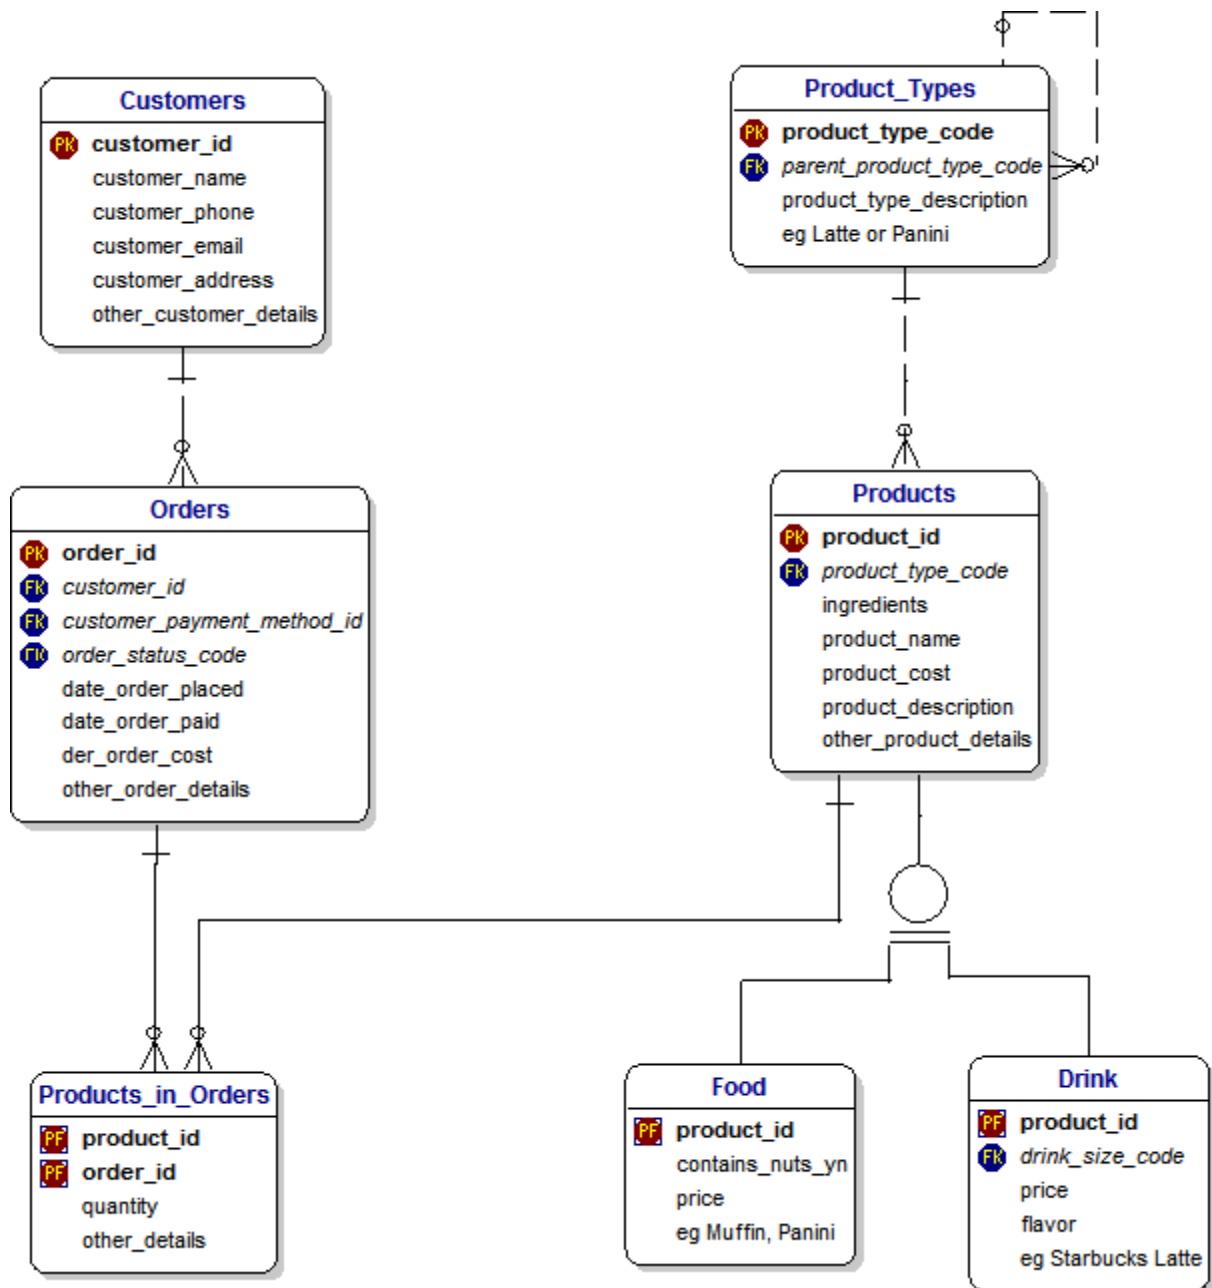 Customers
PK customer_id
customer_name
customer_phone
customer_email
customer_address
other_customer_details
Product_Types
PK product_type_code
FK parent_product_type_code
product_type_description
eg Latte or Panini
Orders
PK order_id
FK customer_id
FK customer_payment_method_id
FK order_status_code
date_order_placed
date_order_paid
der_order_cost
other_order_details
Products
PK product_id
FK product_type_code
ingredients
product_name
product_cost
product_description
other_product_details
Products_in_Orders
PF product_id
PF order_id
quantity
other_details
Food
PF product_id
contains_nuts_yn
price
eg Muffin, Panini
Drink
PF product_id
FK drink_size_code
price
flavor
eg Starbucks Latte